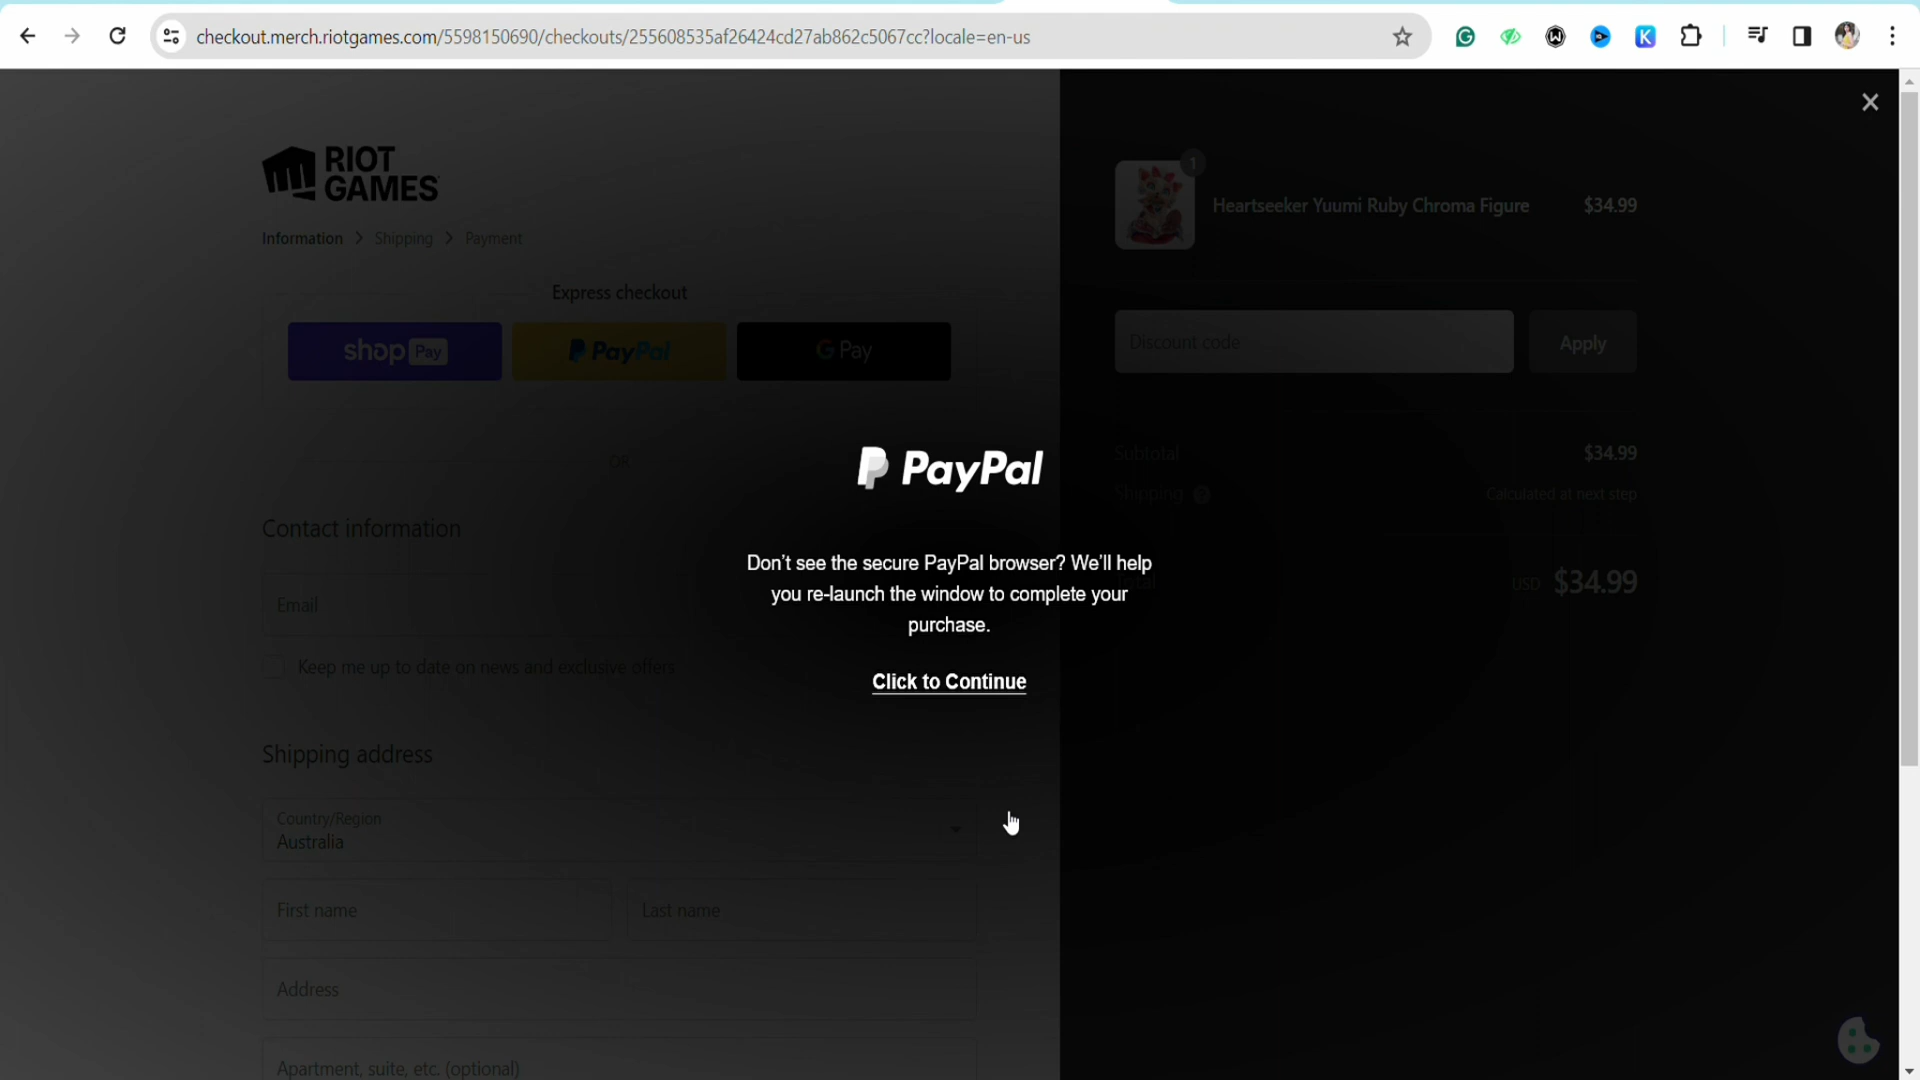 checkout.merch.riotgames.com/5598150690/checkouts/255608535af26424cd27ab862c5067cc?locale=en-us
RIOT
GAMES
Information > Shipping > Payment
Express checkout
shop Pay
PayPal
G Pay
OR
Contact information
Email
Keep me up to date on news and exclusive offers
Shipping address
Country/Region
Australia
First name
Last name
Address
Apartment, suite, etc. (optional)
PayPal
Don't see the secure PayPal browser? We'll help
you re-launch the window to complete your
purchase.
Click to Continue
1
Heartseeker Yuumi Ruby Chroma Figure $34.99
Discount code
Apply
Subtotal $34.99
Shipping Calculated at next step
Total USD $34.99